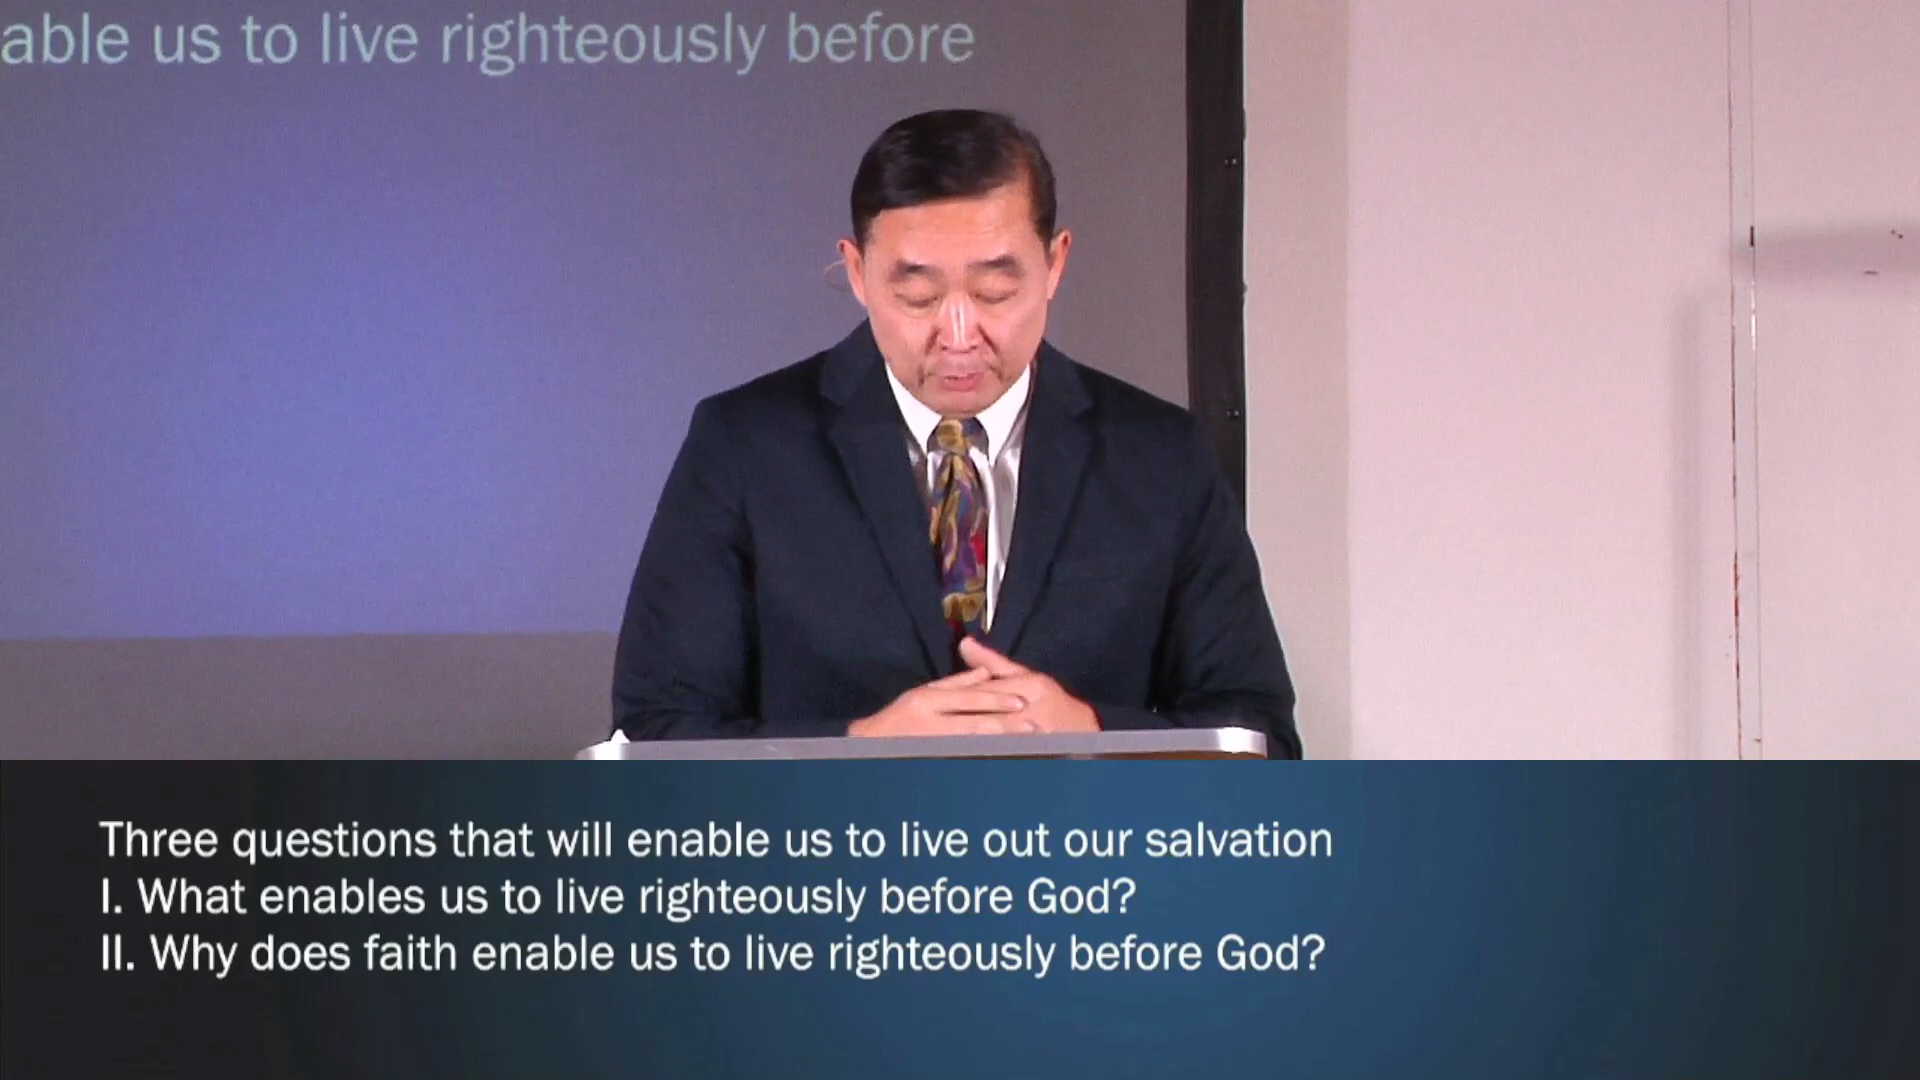 able us to live righteously before
Three questions that will enable us to live out our salvation
I. What enables us to live righteously before God?
II. Why does faith enable us to live righteously before God?